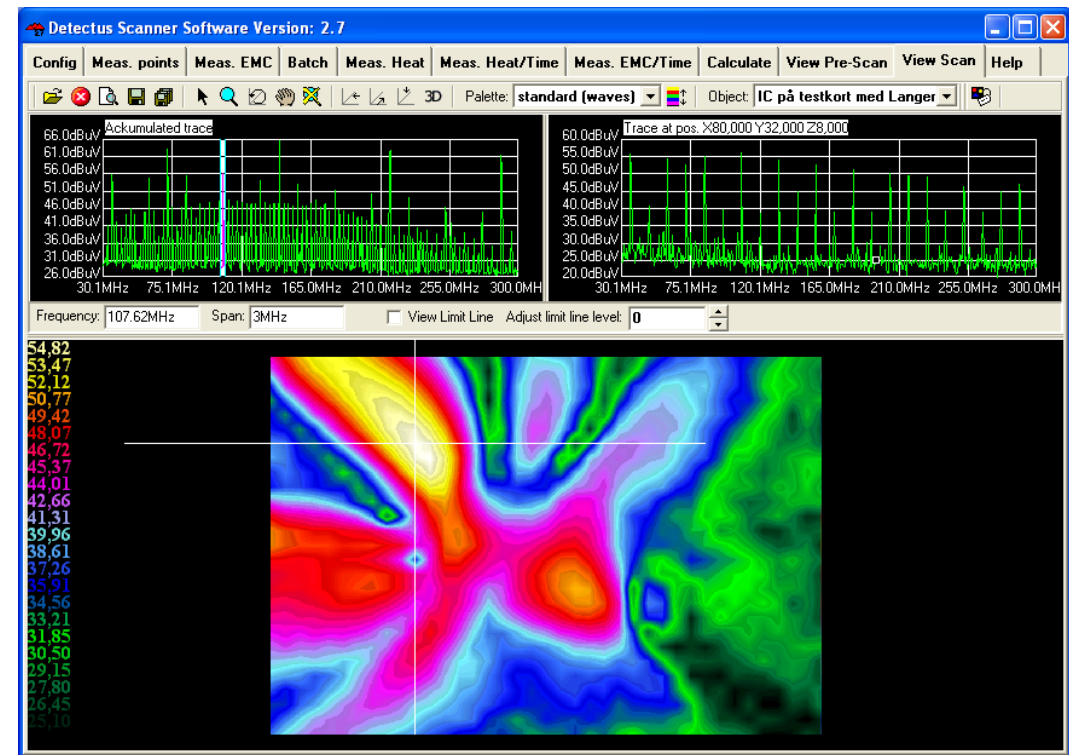 Detectus Scanner Software Version: 2.7
Config Meas. points Meas. EMC Batch Meas. Heat Meas. Heat/Time Meas. EMC/Time Calculate View Pre-Scan View Scan Help
3D Palette: standard (waves) Object: IC på testkort med Langer
Ackumulated trace
66.0dBuV
61.0dBuV
56.0dBuV
51.0dBuV
46.0dBuV
41.0dBuV
36.0dBuV
31.0dBuV
26.0dBuV
30.1MHz 75.1MHz 120.1MHz 165.0MHz 210.0MHz 255.0MHz 300.0MH
Trace at pos. X80,000 Y32,000 Z8,000
60.0dBuV
55.0dBuV
50.0dBuV
45.0dBuV
40.0dBuV
35.0dBuV
30.0dBuV
25.0dBuV
20.0dBuV
30.1MHz 75.1MHz 120.1MHz 165.0MHz 210.0MHz 255.0MHz 300.0MH
Frequency: 107.62MHz Span: 3MHz View Limit Line Adjust limit line level: 0
54,82
53,47
52,12
50,77
49,42
48,07
46,72
45,37
44,01
42,66
41,31
39,96
38,61
37,26
35,91
34,56
33,21
31,85
30,50
29,15
27,80
26,45
25,10